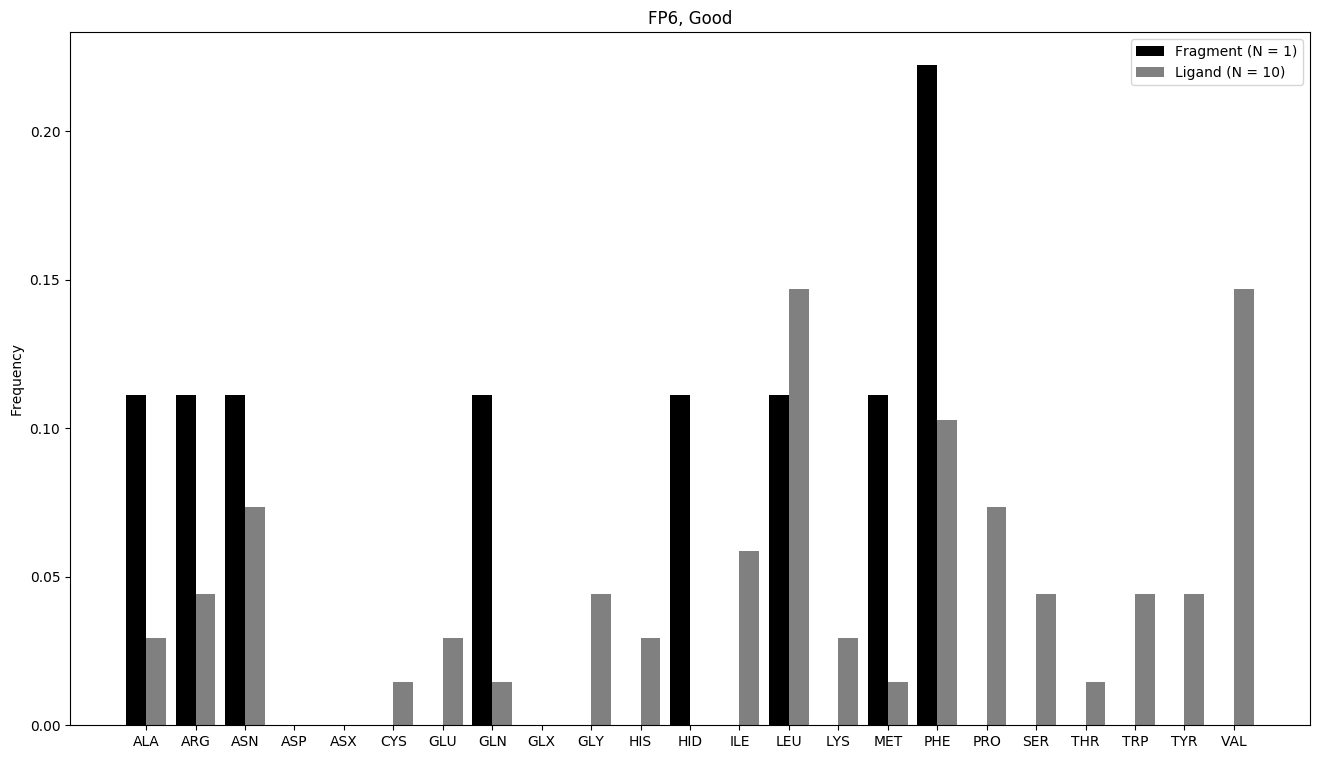 FP6, Good
Fragment (N = 1)
Ligand (N = 10)
Frequency
0.20
0.15
0.10
0.05
0.00
ALA ARG ASN ASP ASX CYS GLU GLN GLX GLY HIS HID ILE LEU LYS MET PHE PRO SER THR TRP TYR VAL